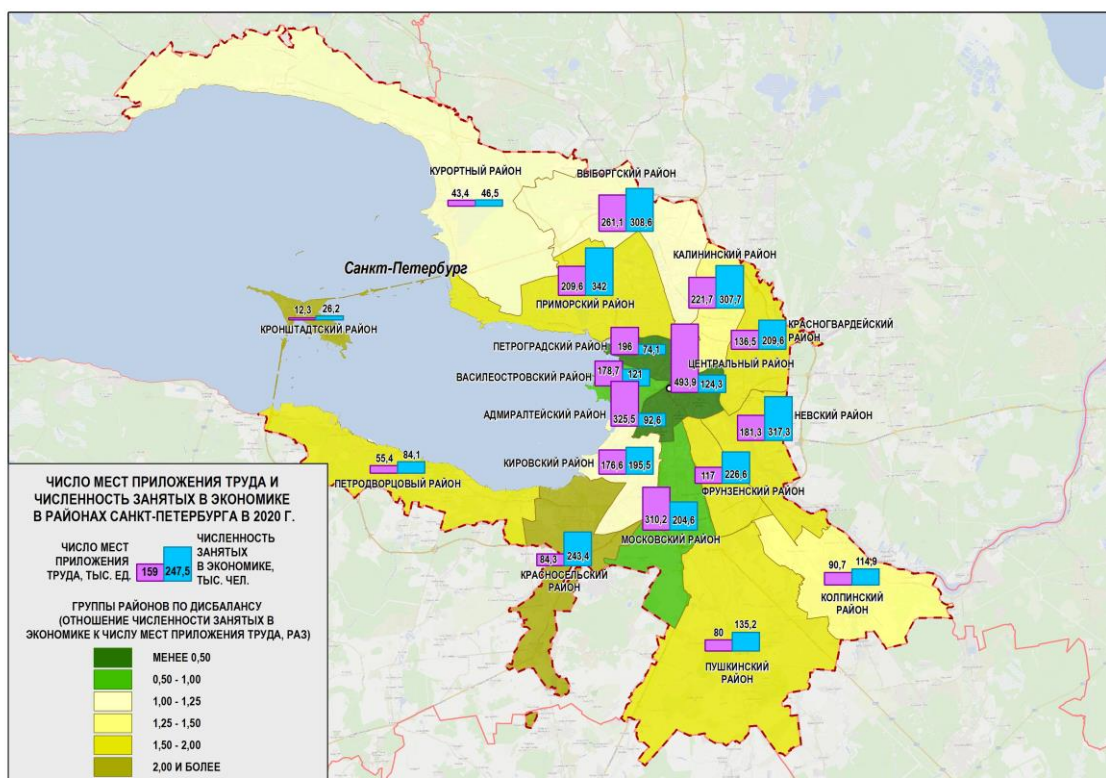 КУРОРТНЫЙ РАЙОН
43,4 46,5
ВЫБОРГСКИЙ РАЙОН
261,1 308,6
КАЛИНИНСКИЙ РАЙОН
221,7 307,7
Санкт-Петербург
209,6 342
ПРИМОРСКИЙ РАЙОН
12,3 26,2
КРОНШТАДТСКИЙ РАЙОН
КРАСНОГВАРДЕЙСКИЙ
РАЙОН
136,5 209,6
ПЕТРОГРАДСКИЙ РАЙОН
196 74,1
ЦЕНТРАЛЬНЫЙ РАЙОН
493,9 124,3
ВАСИЛЕОСТРОВСКИЙ РАЙОН
178,7 121
АДМИРАЛТЕЙСКИЙ РАЙОН
325,5 92,6
НЕВСКИЙ РАЙОН
181,3 317,3
КИРОВСКИЙ РАЙОН
176,6 195,5
55,4 84,1
ПЕТРОДВОРЦОВЫЙ РАЙОН
117 226,6
ФРУНЗЕНСКИЙ РАЙОН
310,2 204,6
МОСКОВСКИЙ РАЙОН
84,3 243,4
КРАСНОСЕЛЬСКИЙ
РАЙОН
90,7 114,9
КОЛПИНСКИЙ
РАЙОН
80 135,2
ПУШКИНСКИЙ
РАЙОН
ЧИСЛО МЕСТ ПРИЛОЖЕНИЯ ТРУДА И
ЧИСЛЕННОСТЬ ЗАНЯТЫХ В ЭКОНОМИКЕ
В РАЙОНАХ САНКТ-ПЕТЕРБУРГА В 2020 Г.
ЧИСЛО МЕСТ
ПРИЛОЖЕНИЯ
ТРУДА, ТЫС. ЕД.
159 247,5
ЧИСЛЕННОСТЬ
ЗАНЯТЫХ
В ЭКОНОМИКЕ,
ТЫС. ЧЕЛ.
ГРУППЫ РАЙОНОВ ПО ДИСБАЛАНСУ
(ОТНОШЕНИЕ ЧИСЛЕННОСТИ ЗАНЯТЫХ В
ЭКОНОМИКЕ К ЧИСЛУ МЕСТ ПРИЛОЖЕНИЯ ТРУДА, РАЗ)
МЕНЕЕ 0,50
0,50 - 1,00
1,00 - 1,25
1,25 - 1,50
1,50 - 2,00
2,00 И БОЛЕЕ